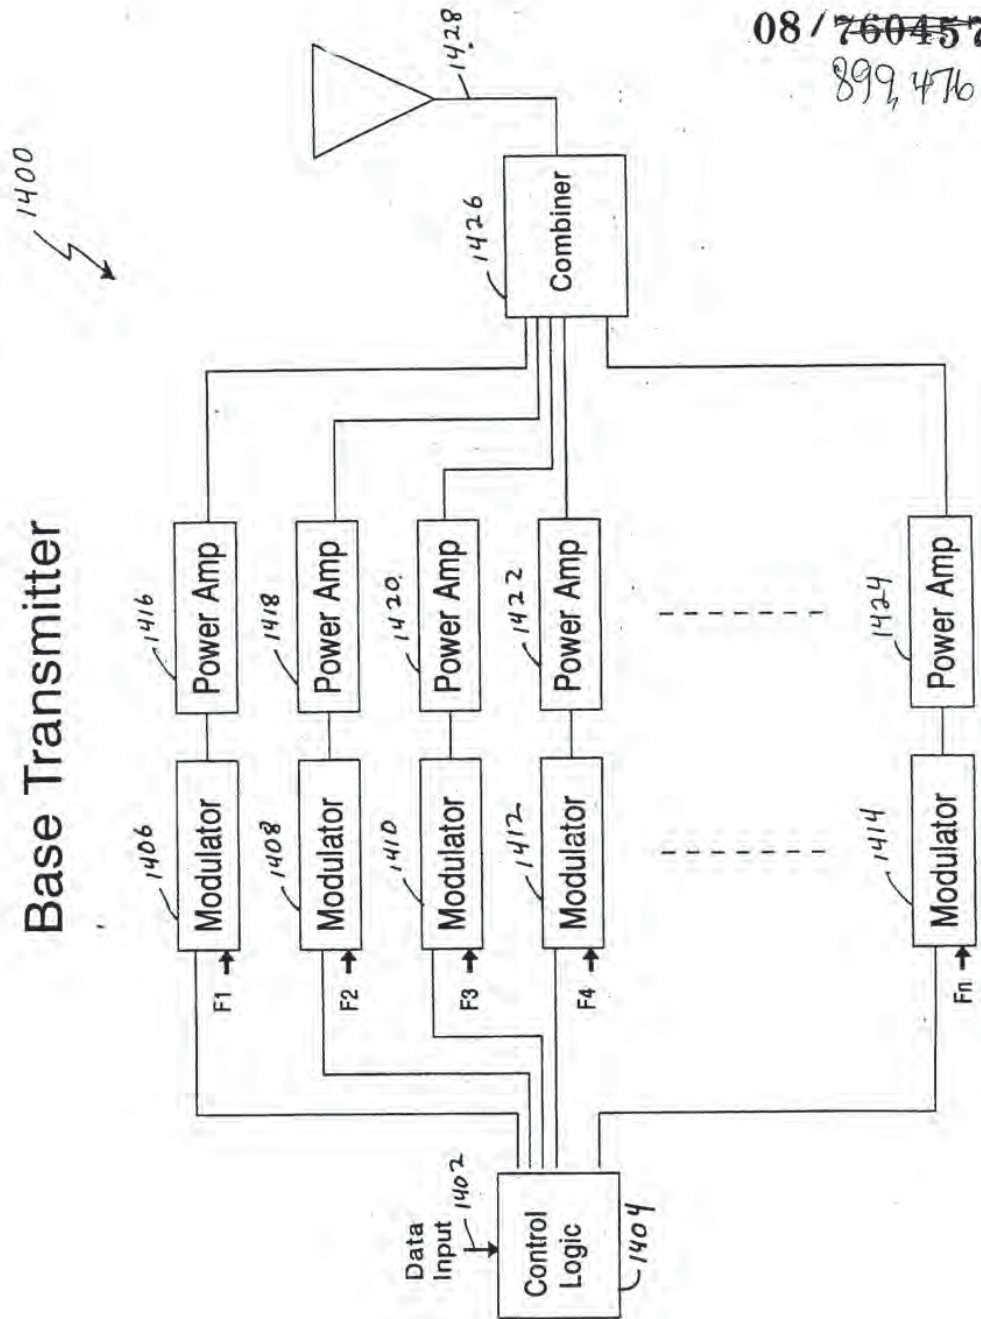 08/760457
899,476
Base Transmitter
1400
1428
1426
Combiner
1416
Power Amp
1418
Power Amp
1420
Power Amp
1422
Power Amp
1424
Power Amp
1406
Modulator
1408
Modulator
1410
Modulator
1412
Modulator
1414
Modulator
F1
F2
F3
F4
Fn
Data
Input
1402
Control
Logic
1404